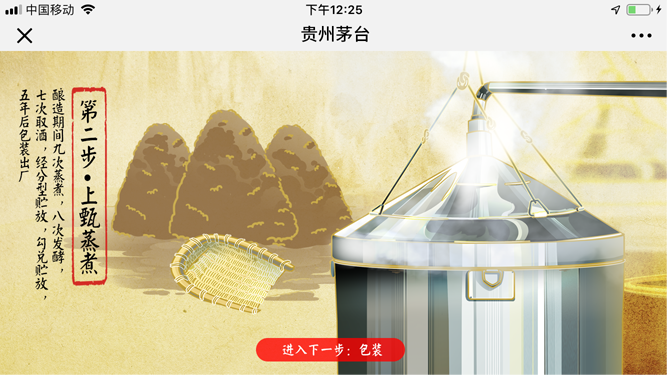 中国移动
下午12:25
贵州茅台
第二步·上甑蒸煮
酿造期间九次蒸煮，八次发酵，
七次取酒，经分型贮放，勾兑贮放，
五年后包装出厂
进入下一步：包装